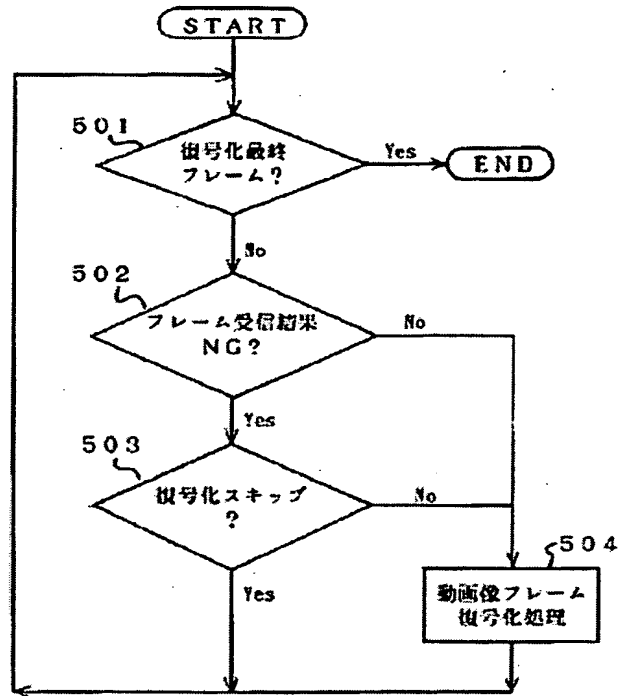 START
501
復号化最終
フレーム?
Yes
END
No
502
フレーム受信結果
NG?
No
Yes
503
復号化スキップ
?
No
Yes
504
動画像フレーム
復号化処理